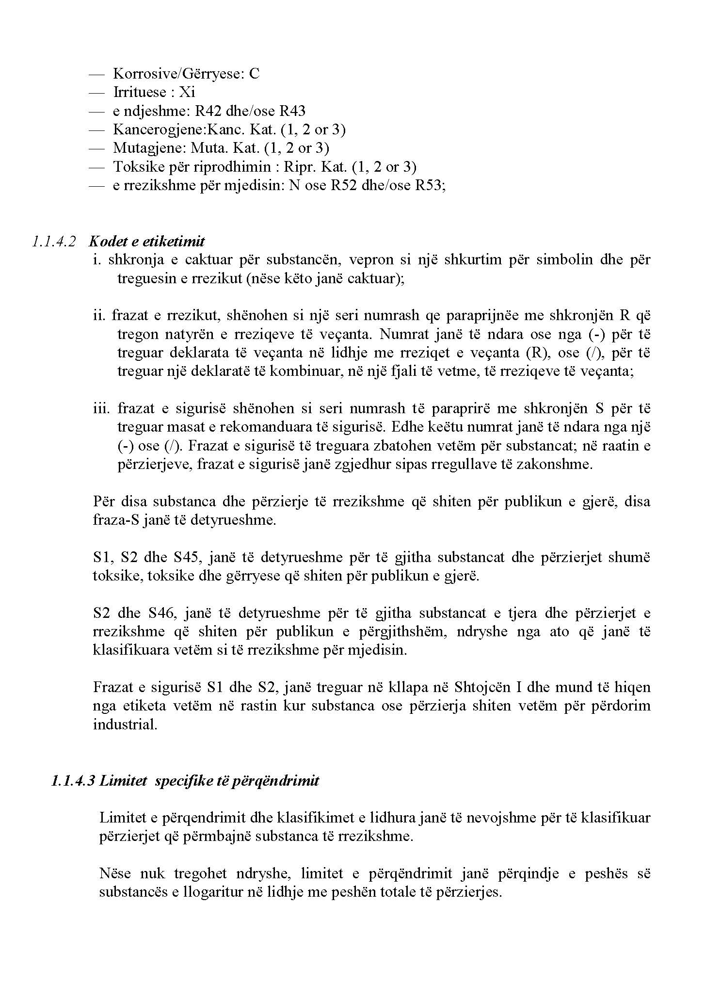 — Korrosive/Gërryese: C
— Irrituese : Xi
— e ndjeshme: R42 dhe/ose R43
— Kancerogjene:Kanc. Kat. (1, 2 or 3)
— Mutagjene: Muta. Kat. (1, 2 or 3)
— Toksike për riprodhimin : Ripr. Kat. (1, 2 or 3)
— e rrezikshme për mjedisin: N ose R52 dhe/ose R53;
1.1.4.2 Kodet e etiketimit
i. shkronja e caktuar për substancën, vepron si një shkurtim për simbolin dhe për
treguesin e rrezikut (nëse këto janë caktuar);
ii. frazat e rrezikut, shënohen si një seri numrash qe paraprijnëe me shkronjën R që
tregon natyrën e rreziqeve të veçanta. Numrat janë të ndara ose nga (-) për të
treguar deklarata të veçanta në lidhje me rreziqet e veçanta (R), ose (/), për të
treguar një deklaratë të kombinuar, në një fjali të vetme, të rreziqeve të veçanta;
iii. frazat e sigurisë shënohen si seri numrash të paraprirë me shkronjën S për të
treguar masat e rekomanduara të sigurisë. Edhe keëtu numrat janë të ndara nga një
(-) ose (/). Frazat e sigurisë të treguara zbatohen vetëm për substancat; në raatin e
përzierjeve, frazat e sigurisë janë zgjedhur sipas rregullave të zakonshme.
Për disa substanca dhe përzierje të rrezikshme që shiten për publikun e gjerë, disa
fraza-S janë të detyrueshme.
S1, S2 dhe S45, janë të detyrueshme për të gjitha substancat dhe përzierjet shumë
toksike, toksike dhe gërryese që shiten për publikun e gjerë.
S2 dhe S46, janë të detyrueshme për të gjitha substancat e tjera dhe përzierjet e
rrezikshme që shiten për publikun e përgjithshëm, ndryshe nga ato që janë të
klasifikuara vetëm si të rrezikshme për mjedisin.
Frazat e sigurisë S1 dhe S2, janë treguar në kllapa në Shtojcën I dhe mund të hiqen
nga etiketa vetëm në rastin kur substanca ose përzierja shiten vetëm për përdorim
industrial.
1.1.4.3 Limitet specifike të përqëndrimit
Limitet e përqendrimit dhe klasifikimet e lidhura janë të nevojshme për të klasifikuar
përzierjet që përmbajnë substanca të rrezikshme.
Nëse nuk tregohet ndryshe, limitet e përqëndrimit janë përqindje e peshës së
substancës e llogaritur në lidhje me peshën totale të përzierjes.